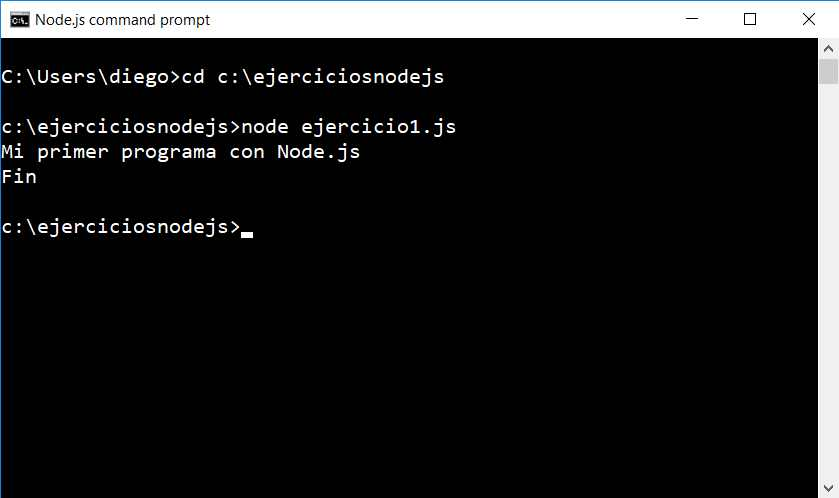 Node.js command prompt
C:\Users\diego>cd c:\ejerciciosnodejs
c:\ejerciciosnodejs>node ejercicio1.js
Mi primer programa con Node.js
Fin
c:\ejerciciosnodejs>